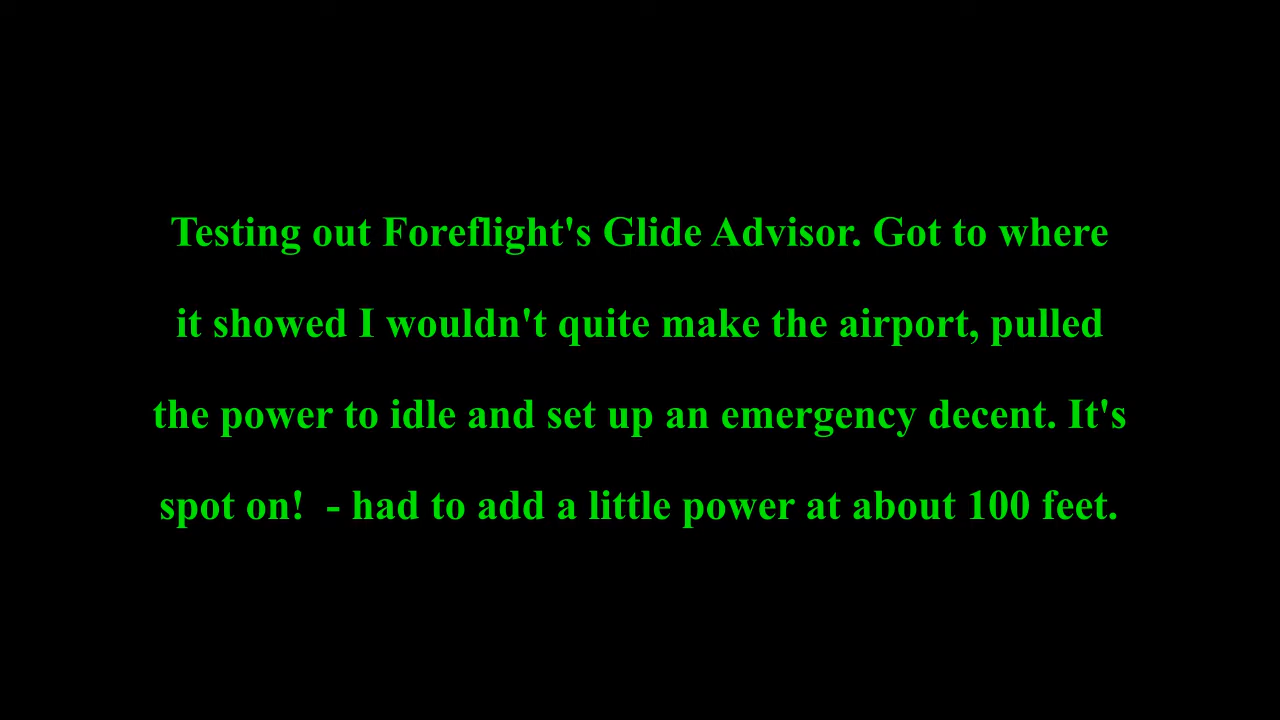 Testing out Foreflight's Glide Advisor. Got to where
it showed I wouldn't quite make the airport, pulled
the power to idle and set up an emergency decent. It's
spot on!  - had to add a little power at about 100 feet.